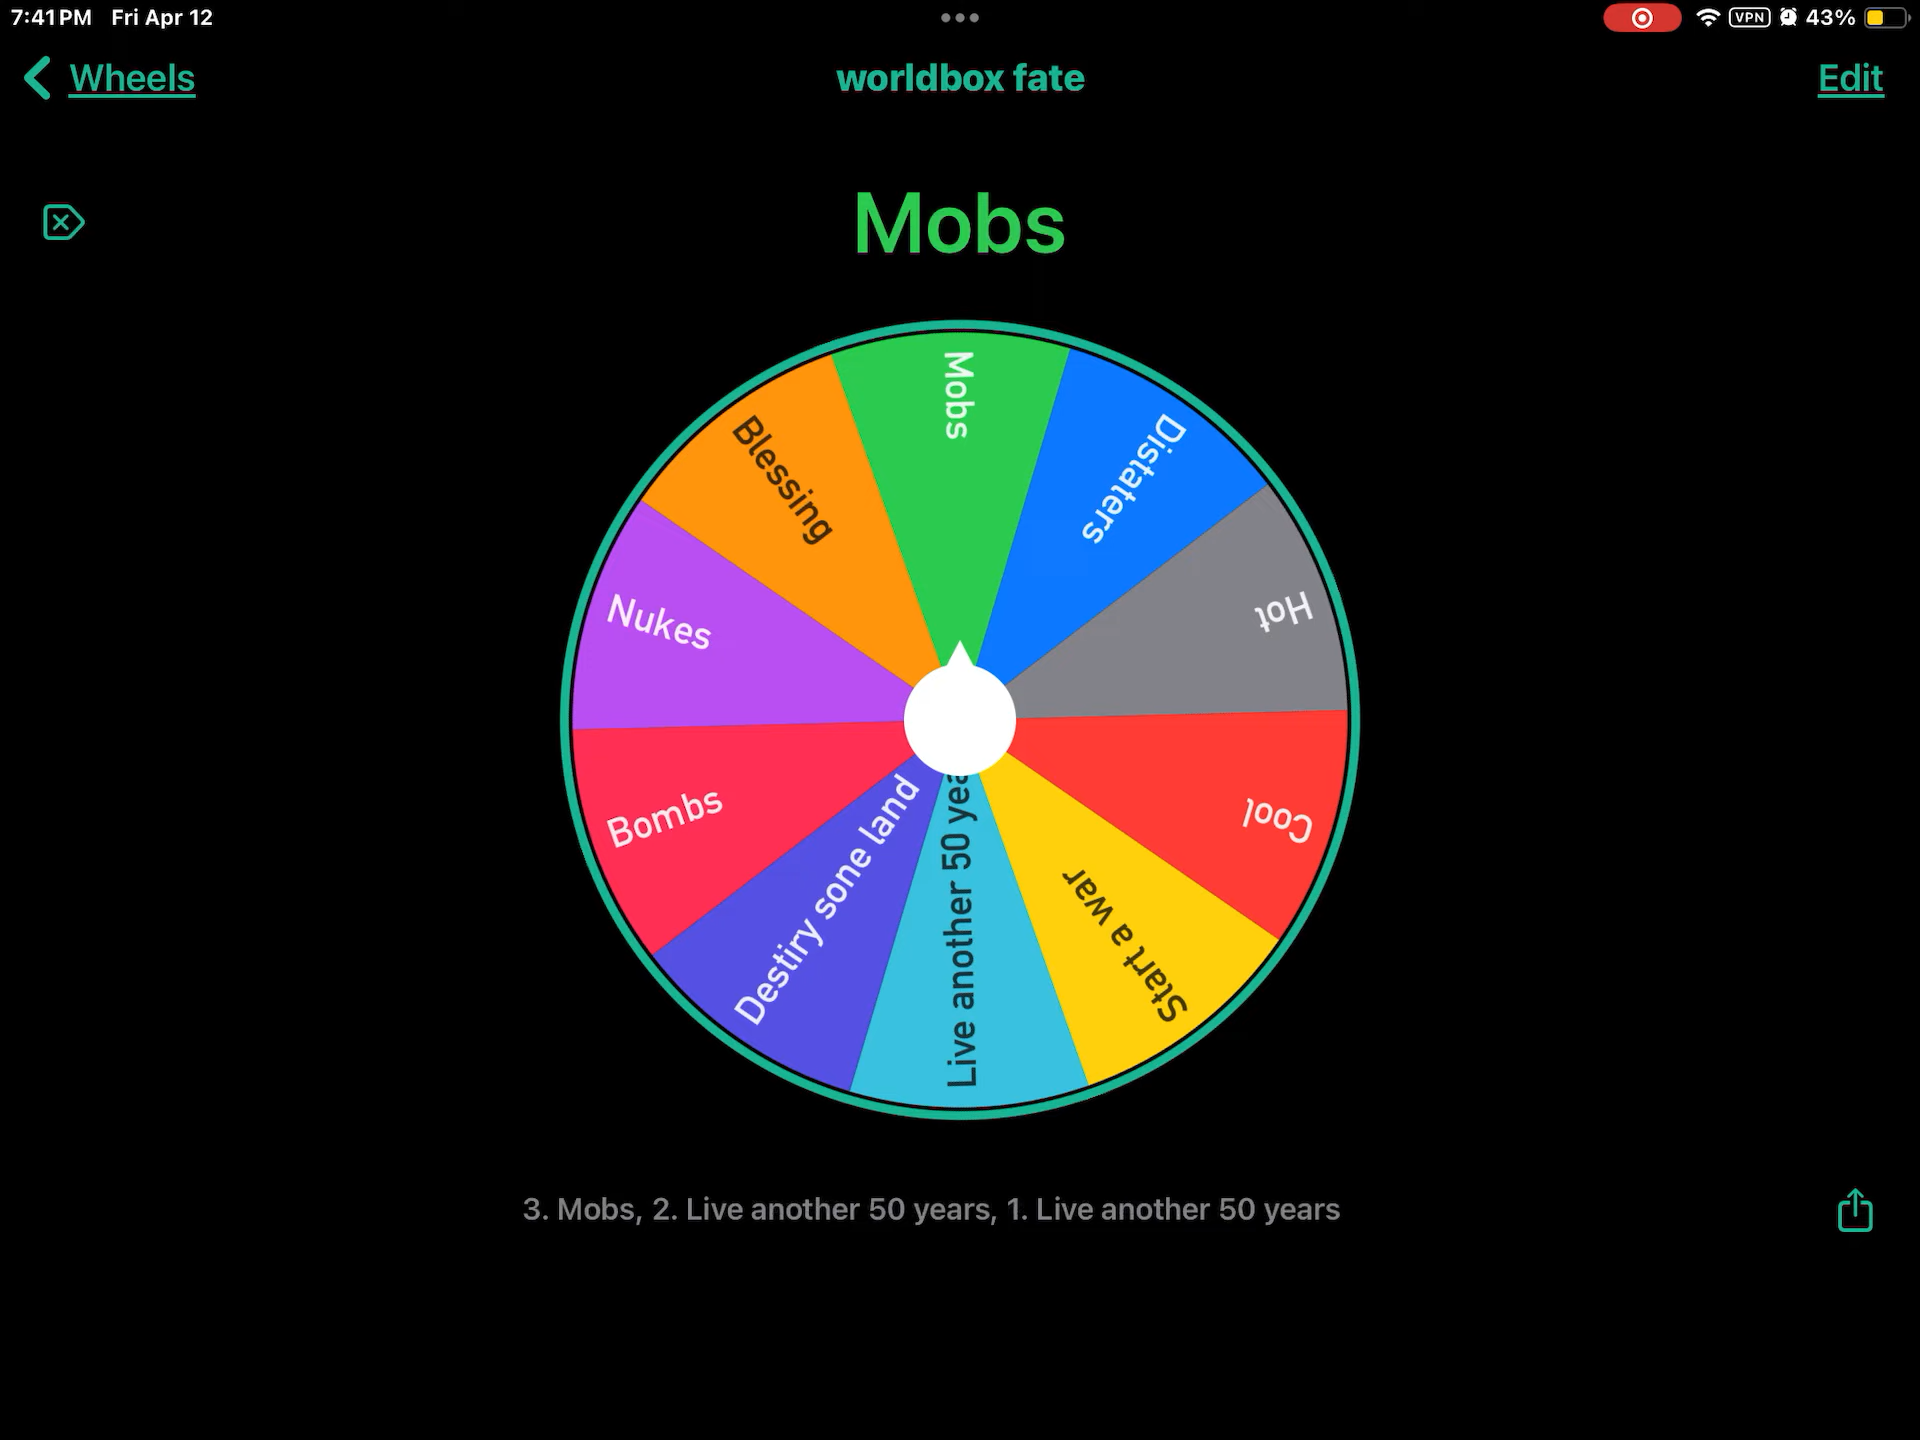 7:41 PM Fri Apr 12
VPN 43%
Wheels
worldbox fate
Edit
Mobs
Mobs
Distaters
Hot
Cool
Start a war
Live another 50 yea
Destiry sone land
Bombs
Nukes
Blessing
3. Mobs, 2. Live another 50 years, 1. Live another 50 years